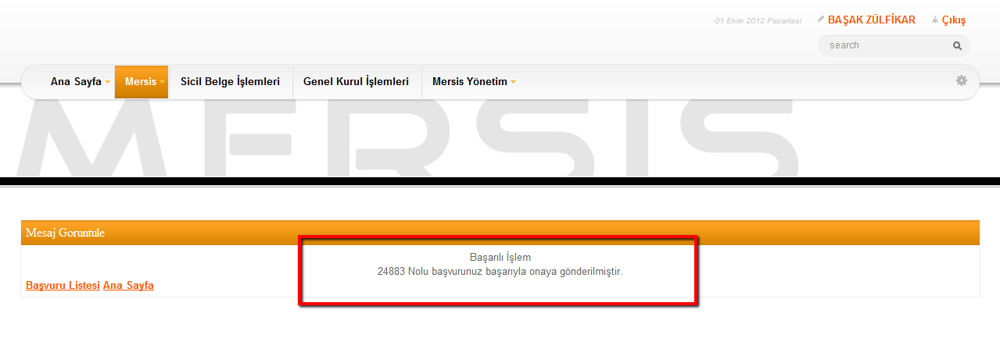 01 Ekim 2012 Pazartesi BAŞAK ZÜLFİKAR Çıkış
search
Ana Sayfa Mersis Sicil Belge İşlemleri Genel Kurul İşlemleri Mersis Yönetim
MERSIS
Mesaj Goruntule
Başarılı İşlem
24883 Nolu başvurunuz başarıyla onaya gönderilmiştir.
Başvuru Listesi Ana Sayfa